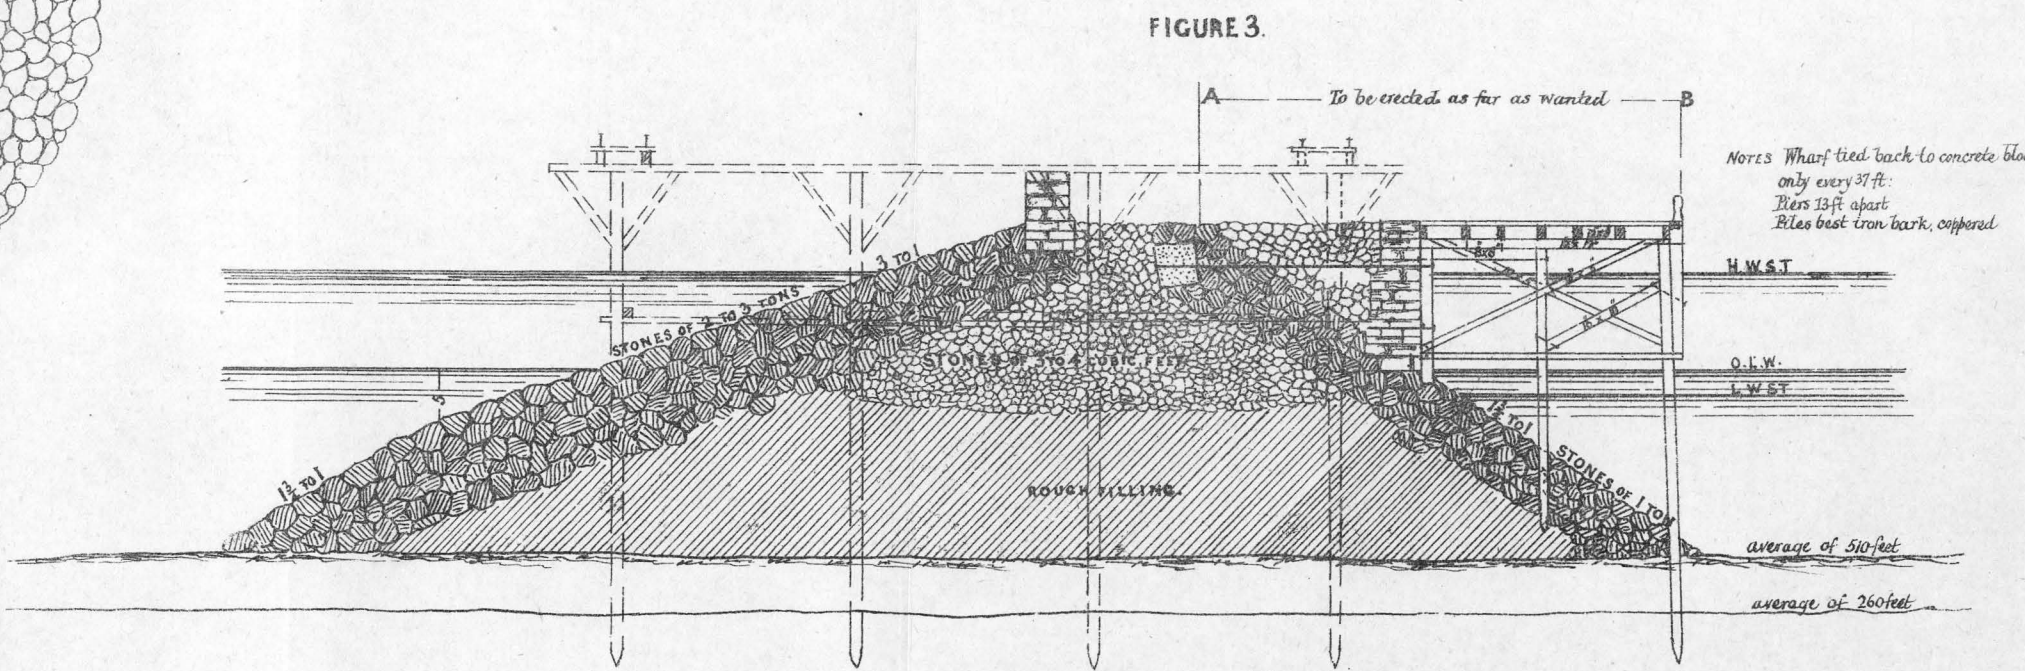 FIGURE 3.
A To be erected as far as wanted B
NOTES Wharf tied back to concrete blo
only every 37 ft:
Piers 13 ft apart
Piles best iron bark, coppered
3 TO 1
H.W.S.T
STONES OF 2 TO 3 TONS
STONES OF 3 TO 4 CUBIC FEET
O.L.W.
L.W.ST
5
1½ TO 1
STONES OF 1 TON
1¾ TO 1
ROUGH FILLING.
average of 510 feet
average of 260 feet